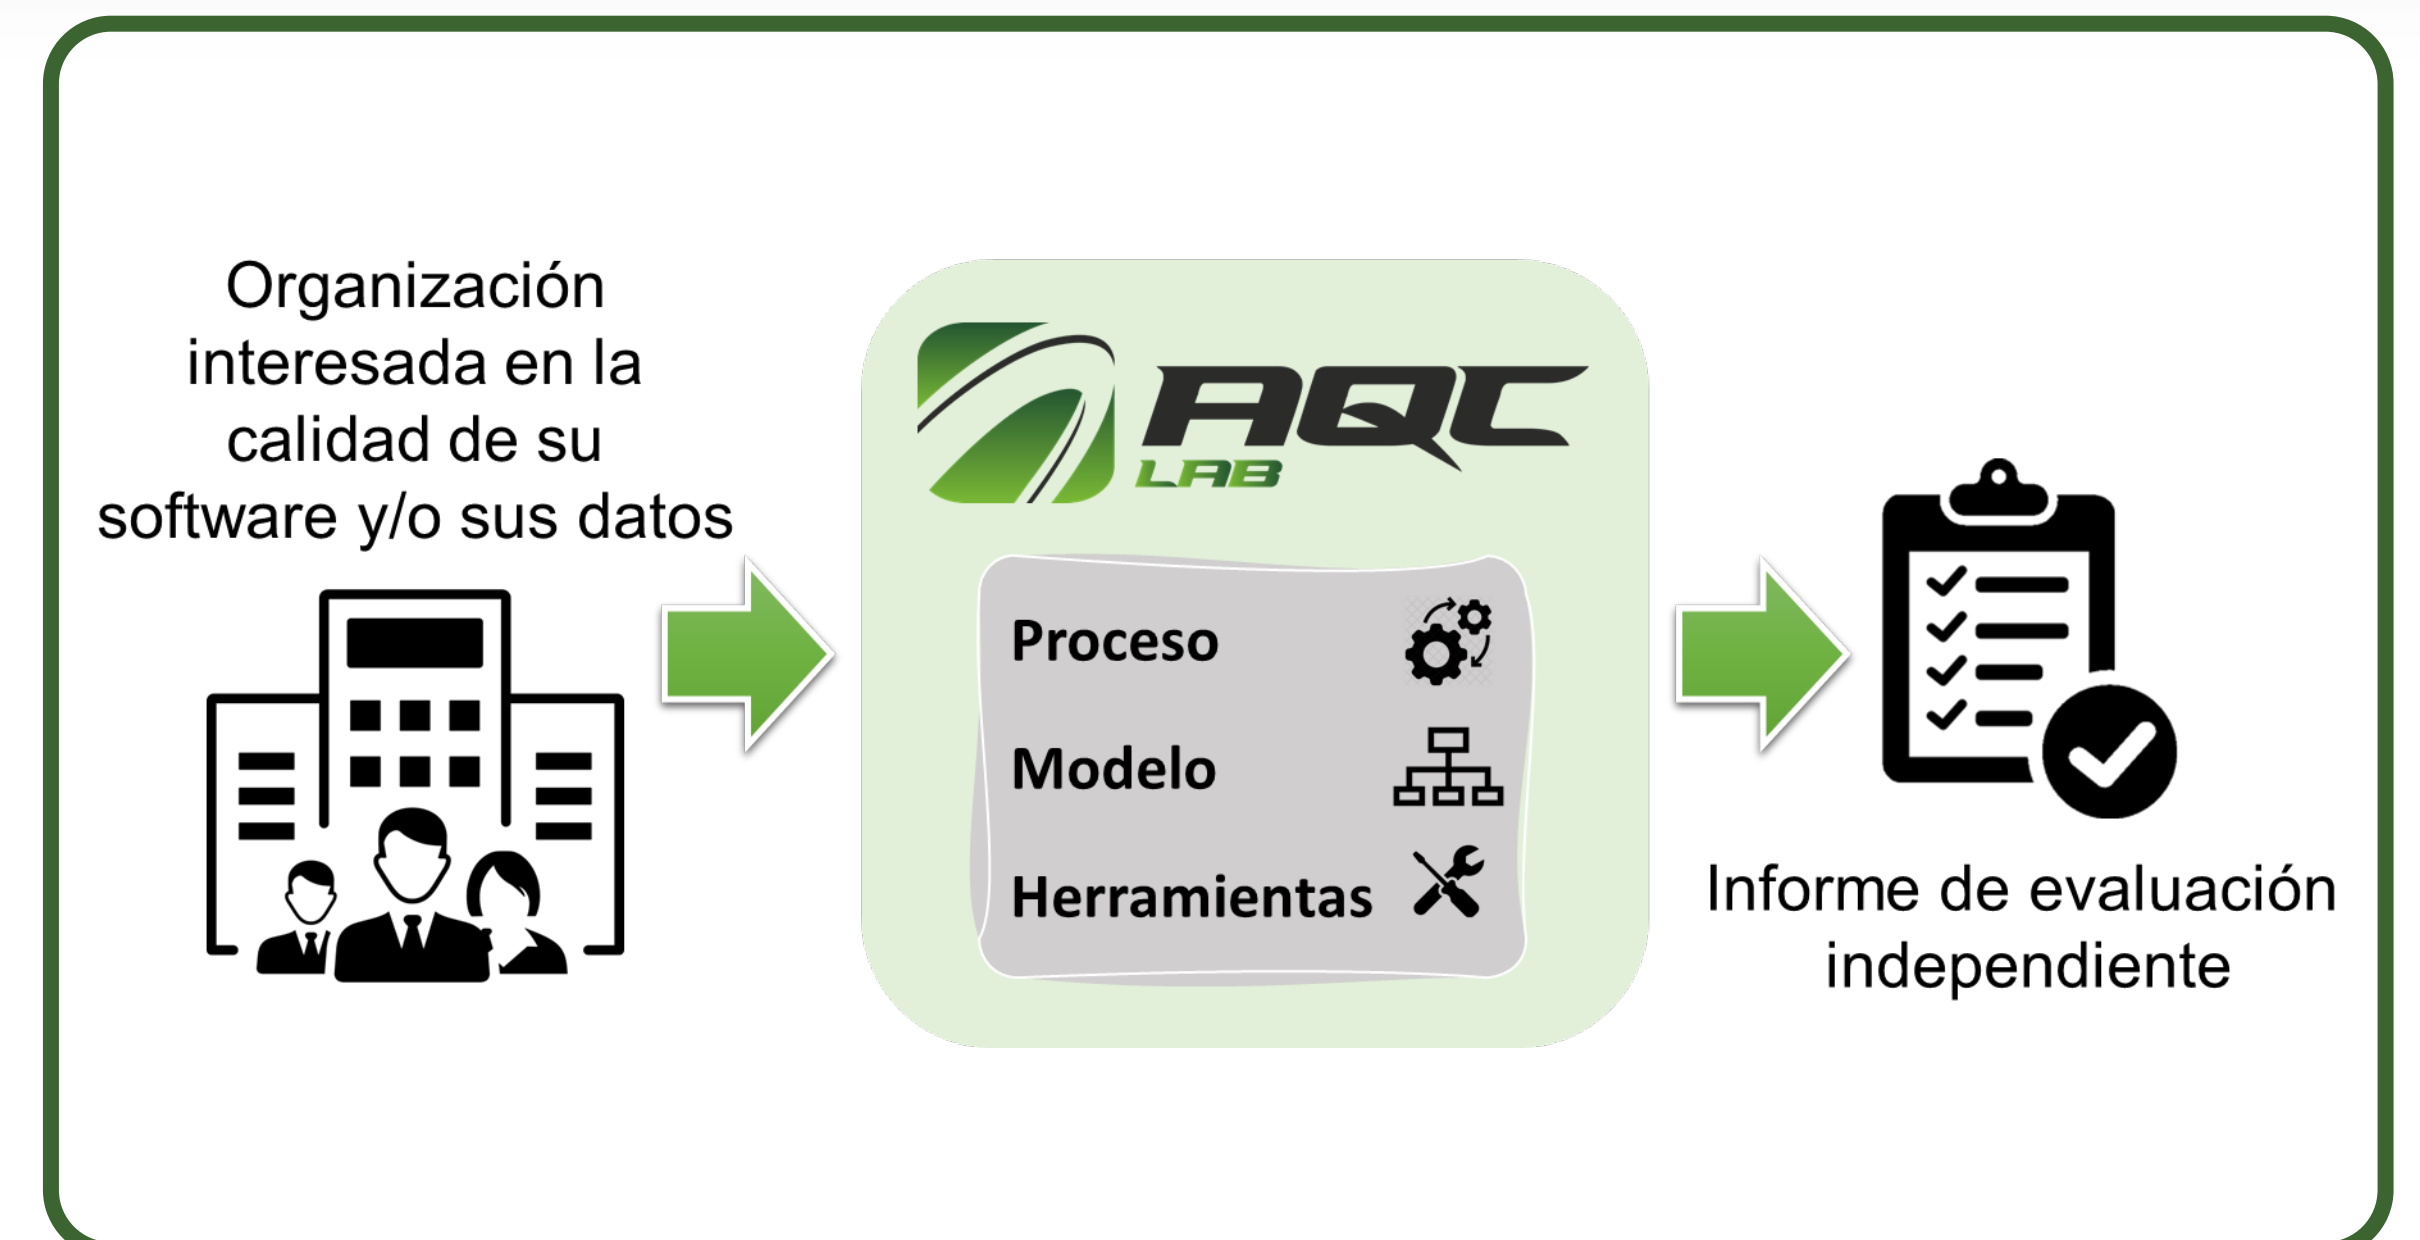 Organización
interesada en la
calidad de su
software y/o sus datos
AQC
LAB
Proceso
Modelo
Herramientas
Informe de evaluación
independiente